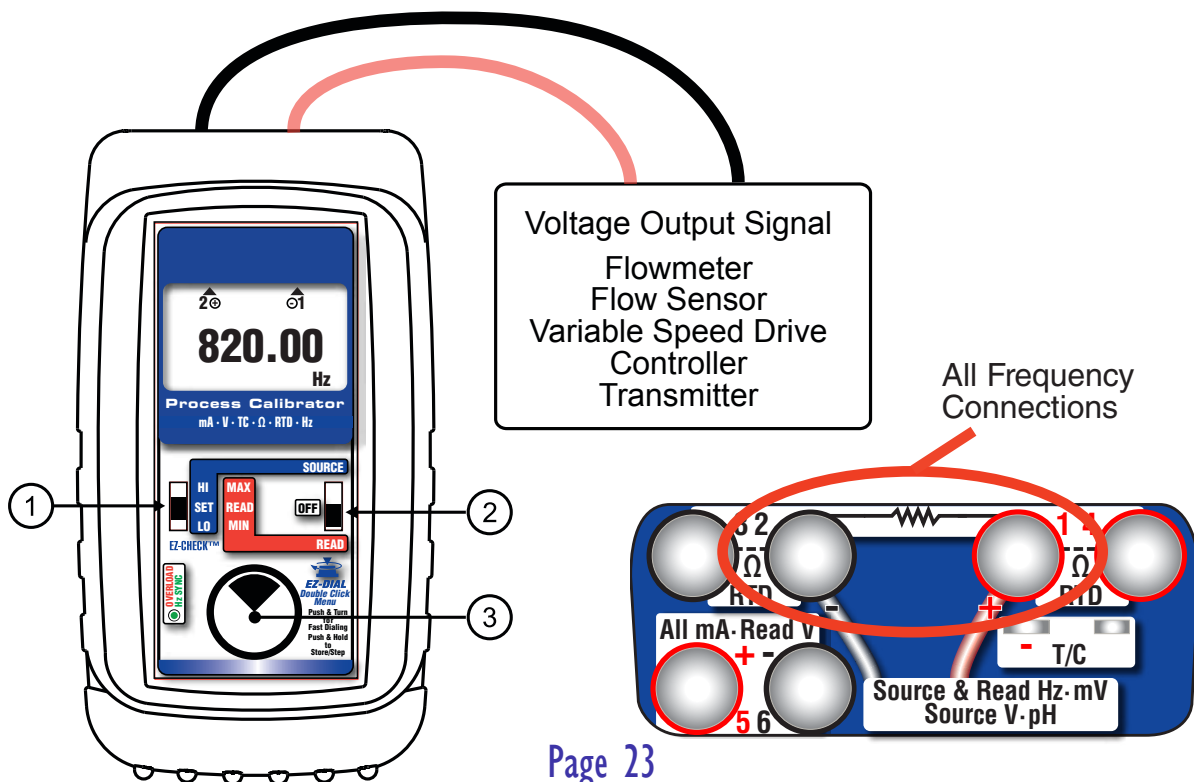 Voltage Output Signal
Flowmeter
Flow Sensor
Variable Speed Drive
Controller
Transmitter
2⊕ ⊖1
820.00
Hz
Process Calibrator
mA · V · TC · Ω · RTD · Hz
SOURCE
HI
SET
LO
MAX
READ
MIN
OFF
READ
EZ-CHECK™
OVERLOAD
Hz SYNC
EZ-DIAL
Double Click
Menu
Push & Turn
for
Fast Dialing
Push & Hold
to
Store/Step
1
2
3
All Frequency
Connections
3 2
1 4
Ω
RTD
Ω
RTD
-
+
All mA·Read V
+ -
5 6
- T/C
Source & Read Hz·mV
Source V·pH
Page 23